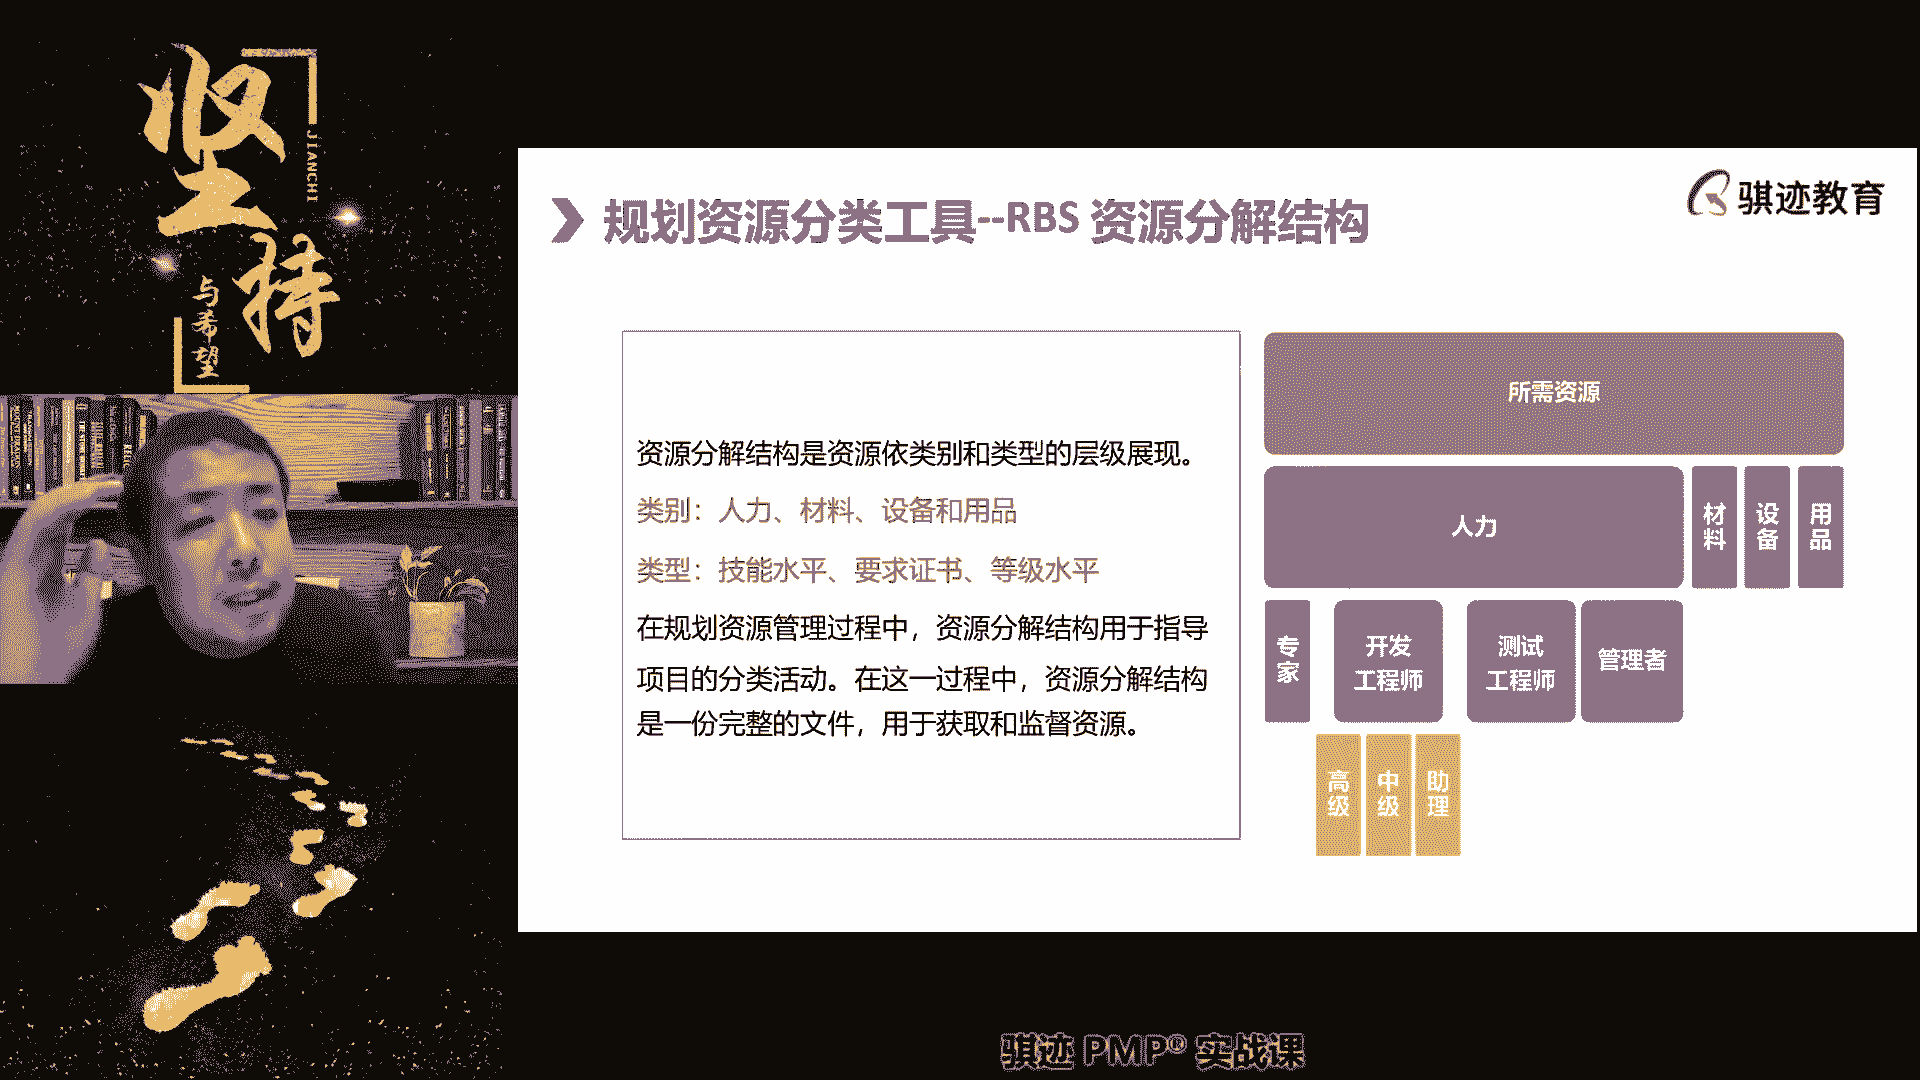 坚持
JIANCHI
与希望
规划资源分类工具--RBS 资源分解结构
骐迹教育
资源分解结构是资源依类别和类型的层级展现。
类别：人力、材料、设备和用品
类型：技能水平、要求证书、等级水平
在规划资源管理过程中，资源分解结构用于指导
项目的分类活动。在这一过程中，资源分解结构
是一份完整的文件，用于获取和监督资源。
所需资源
人力
材料
设备
用品
专家
开发
工程师
测试
工程师
管理者
高级
中级
助理
骐迹 PMP® 实战课